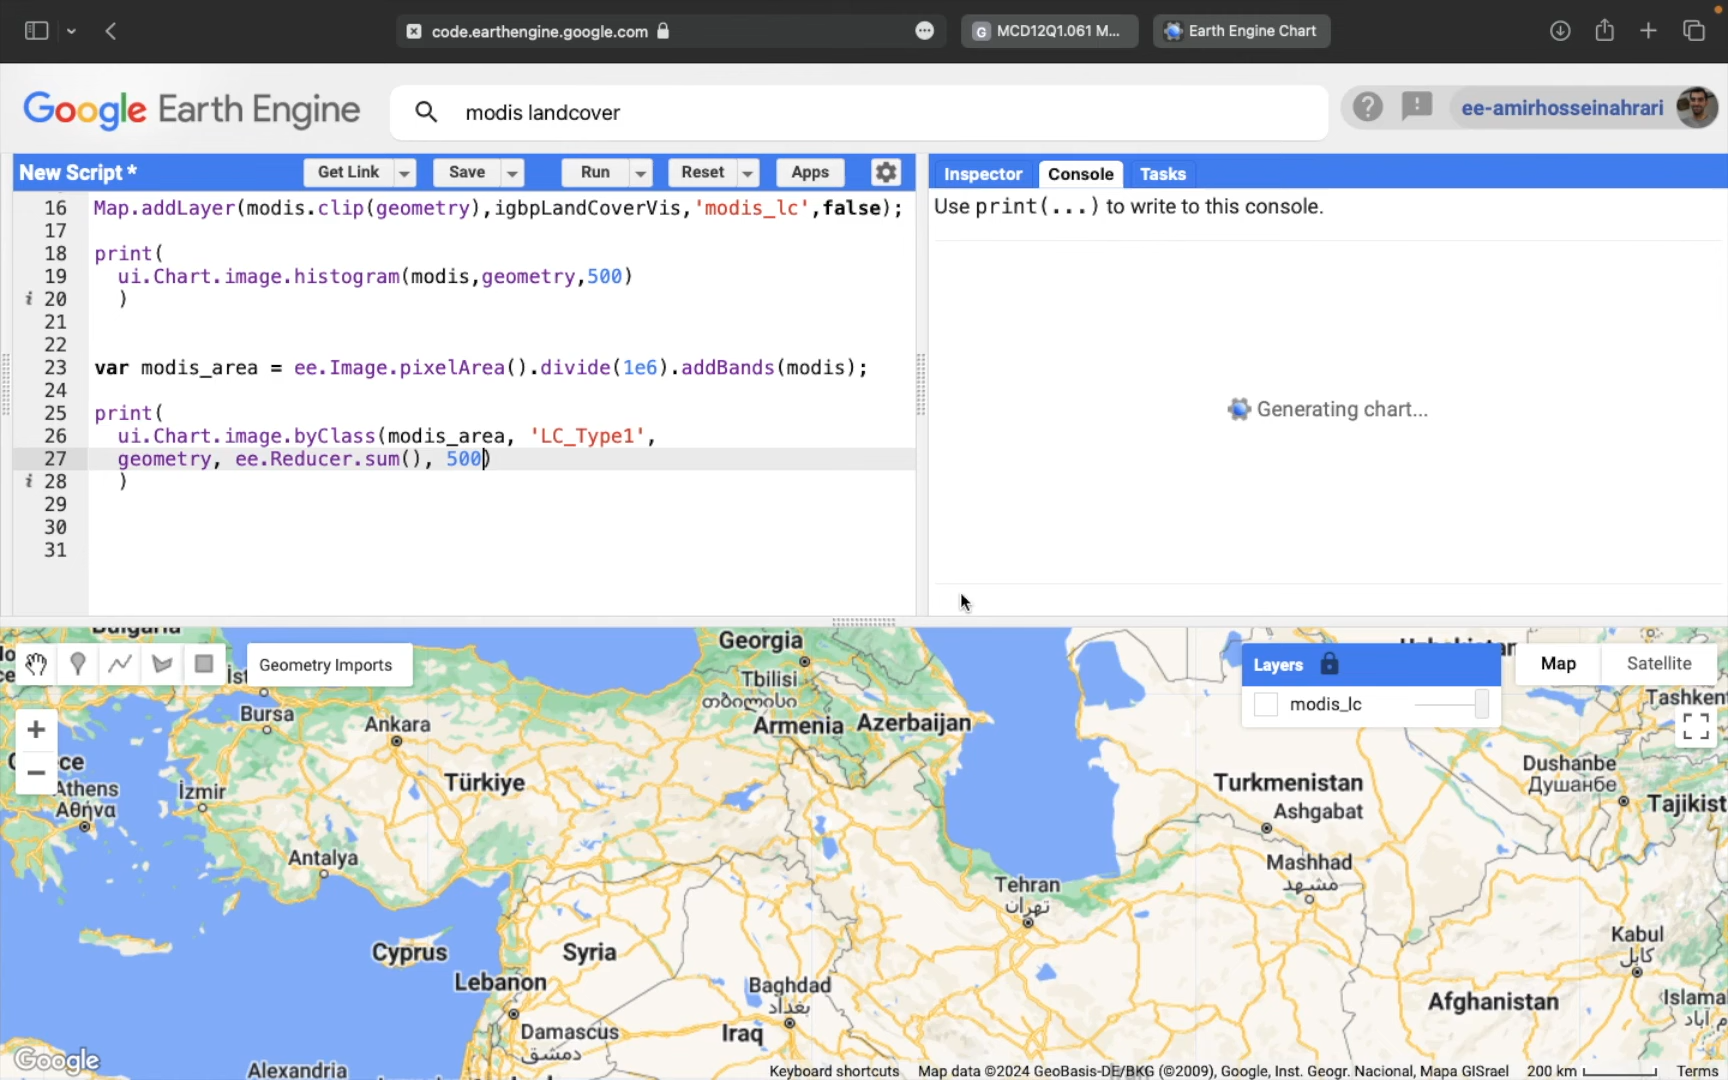 code.earthengine.google.com
G MCD12Q1.061 M...
Earth Engine Chart
Google Earth Engine
modis landcover
ee-amirhosseinahrari
New Script *
Get Link
Save
Run
Reset
Apps
Inspector
Console
Tasks
16 Map.addLayer(modis.clip(geometry),igbpLandCoverVis,'modis_lc',false);
17
18 print(
19 ui.Chart.image.histogram(modis,geometry,500)
i 20 )
21
22
23 var modis_area = ee.Image.pixelArea().divide(1e6).addBands(modis);
24
25 print(
26 ui.Chart.image.byClass(modis_area, 'LC_Type1',
27 geometry, ee.Reducer.sum(), 500)
i 28 )
29
30
31
Use print(...) to write to this console.
Generating chart...
Geometry Imports
Layers
modis_lc
Map
Satellite
Bulgaria
Georgia
Tbilisi
თბილისი
Armenia
Azerbaijan
Bursa
Ankara
Türkiye
İzmir
Athens
Αθήνα
Antalya
Turkmenistan
Ashgabat
Dushanbe
Душанбе
Tashken
Tajikist
Mashhad
مشهد
Tehran
تهران
Cyprus
Syria
Lebanon
Baghdad
بغداد
Damascus
دمشق
Iraq
Kabul
کابل
Afghanistan
Islama
Alexandria
Google
Keyboard shortcuts
Map data ©2024 GeoBasis-DE/BKG (©2009), Google, Inst. Geogr. Nacional, Mapa GISrael
200 km
Terms